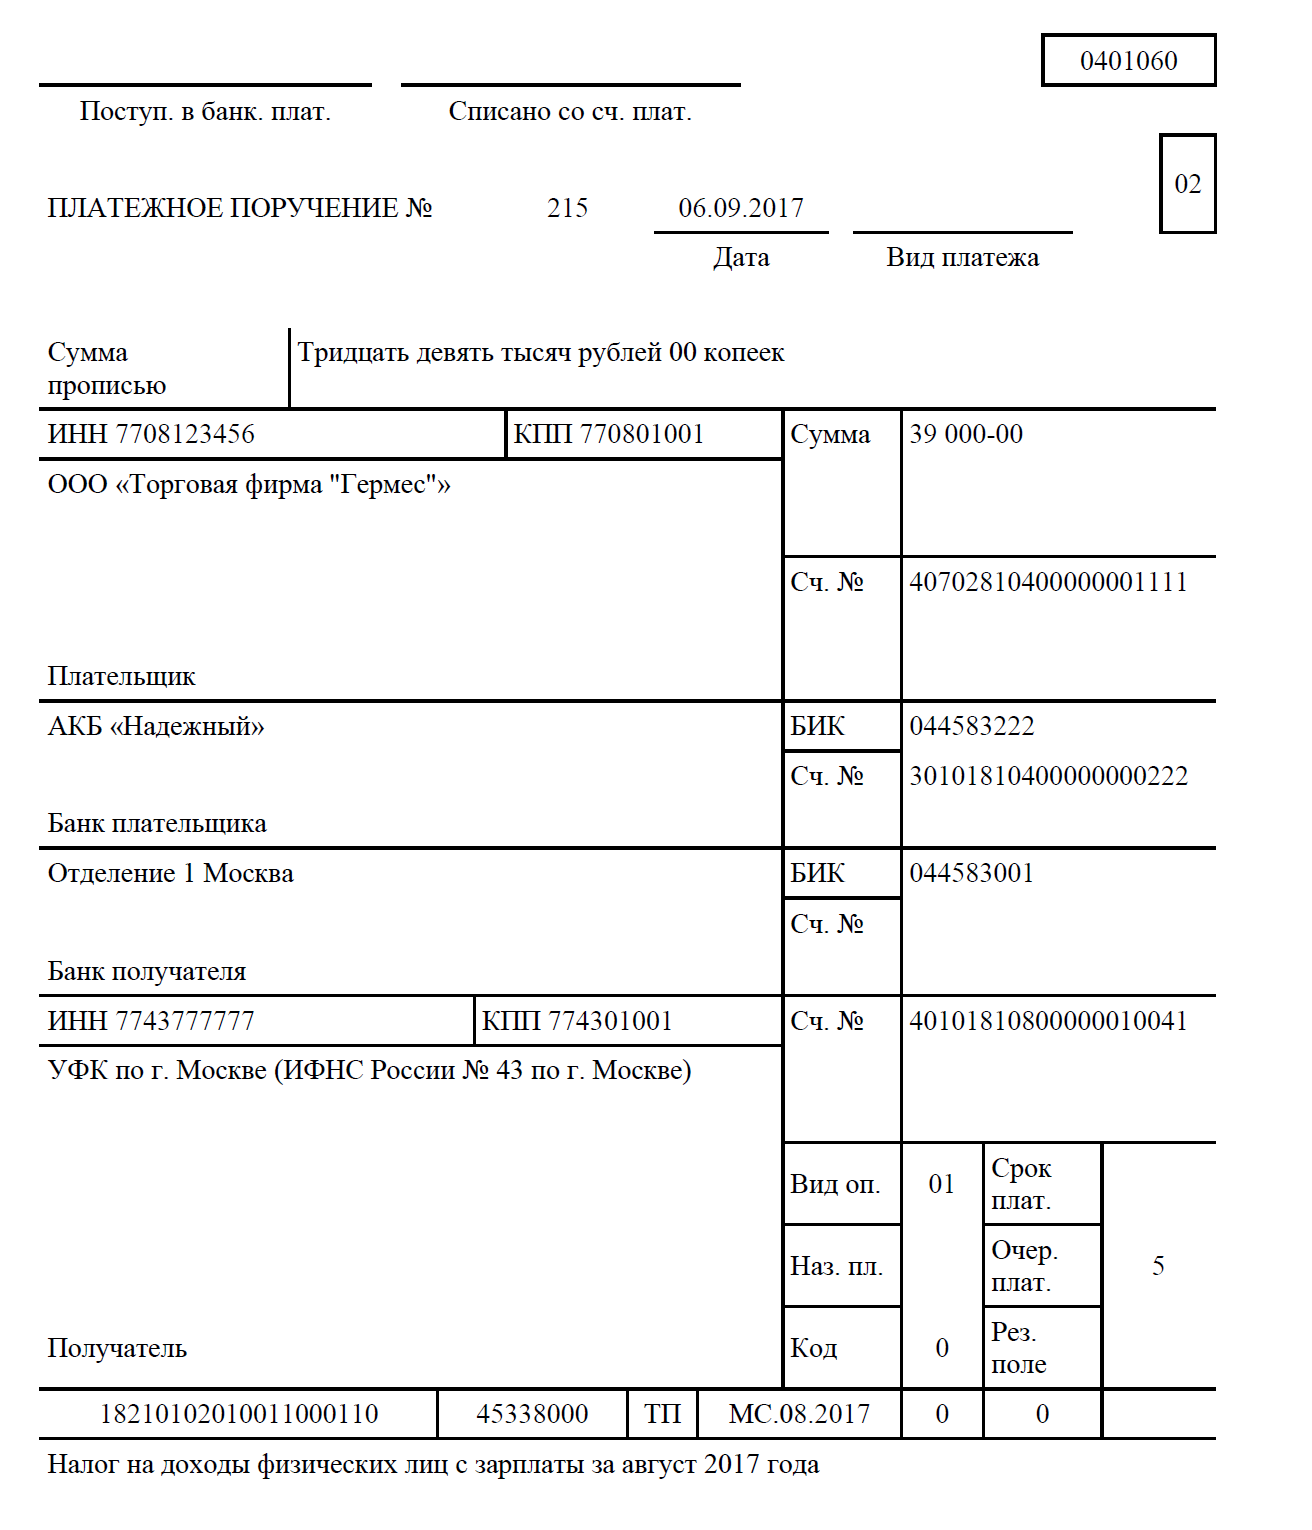 0401060
Поступ. в банк. плат. Списано со сч. плат.
02
ПЛАТЕЖНОЕ ПОРУЧЕНИЕ № 215 06.09.2017
Дата Вид платежа
Сумма
прописью
Тридцать девять тысяч рублей 00 копеек
ИНН 7708123456 КПП 770801001 Сумма 39 000-00
ООО «Торговая фирма "Гермес"»
Сч. № 40702810400000001111
Плательщик
АКБ «Надежный» БИК 044583222
Сч. № 30101810400000000222
Банк плательщика
Отделение 1 Москва БИК 044583001
Сч. №
Банк получателя
ИНН 7743777777 КПП 774301001 Сч. № 40101810800000010041
УФК по г. Москве (ИФНС России № 43 по г. Москве)
Вид оп. 01 Срок
плат.
Наз. пл. Очер.
плат. 5
Получатель Код 0 Рез.
поле
18210102010011000110 45338000 ТП МС.08.2017 0 0
Налог на доходы физических лиц с зарплаты за август 2017 года